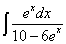 ∫ e^x dx / (10 − 6e^x)